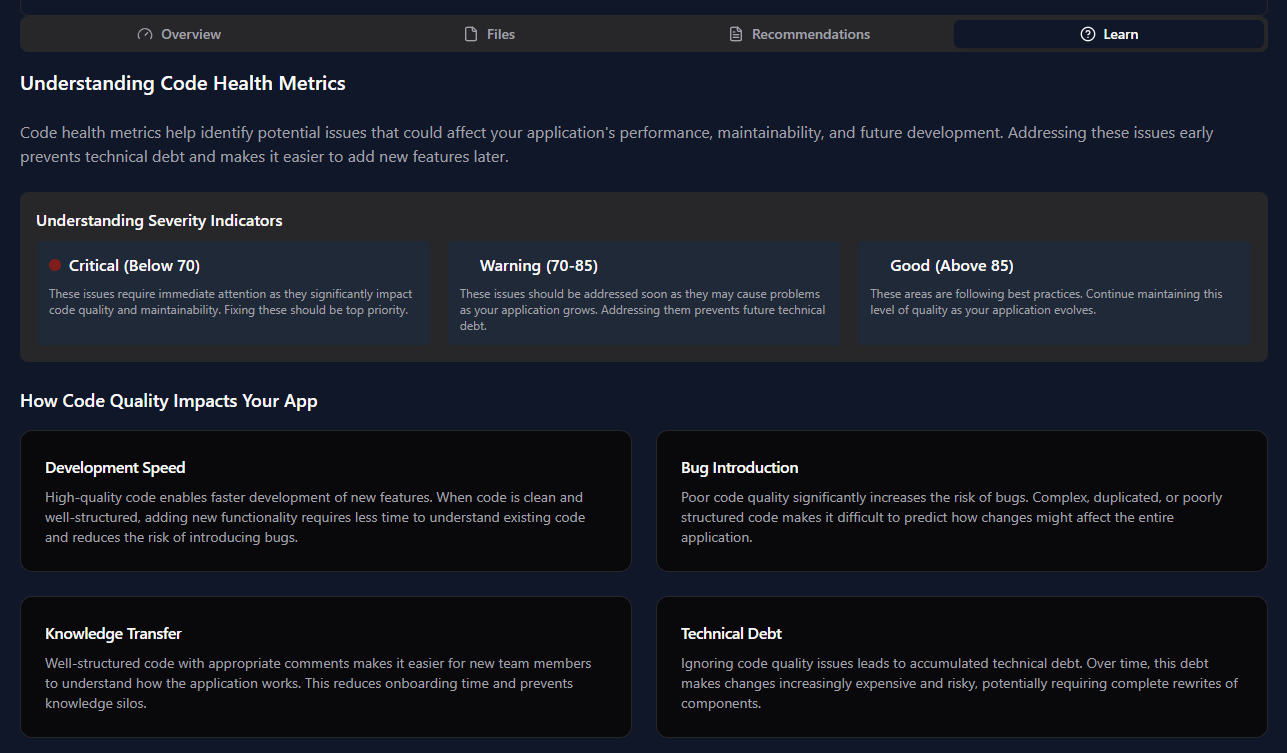 Overview
Files
Recommendations
Learn
Understanding Code Health Metrics
Code health metrics help identify potential issues that could affect your application's performance, maintainability, and future development. Addressing these issues early
prevents technical debt and makes it easier to add new features later.
Understanding Severity Indicators
Critical (Below 70)
These issues require immediate attention as they significantly impact
code quality and maintainability. Fixing these should be top priority.
Warning (70-85)
These issues should be addressed soon as they may cause problems
as your application grows. Addressing them prevents future technical
debt.
Good (Above 85)
These areas are following best practices. Continue maintaining this
level of quality as your application evolves.
How Code Quality Impacts Your App
Development Speed
High-quality code enables faster development of new features. When code is clean and
well-structured, adding new functionality requires less time to understand existing code
and reduces the risk of introducing bugs.
Bug Introduction
Poor code quality significantly increases the risk of bugs. Complex, duplicated, or poorly
structured code makes it difficult to predict how changes might affect the entire
application.
Knowledge Transfer
Well-structured code with appropriate comments makes it easier for new team members
to understand how the application works. This reduces onboarding time and prevents
knowledge silos.
Technical Debt
Ignoring code quality issues leads to accumulated technical debt. Over time, this debt
makes changes increasingly expensive and risky, potentially requiring complete rewrites of
components.